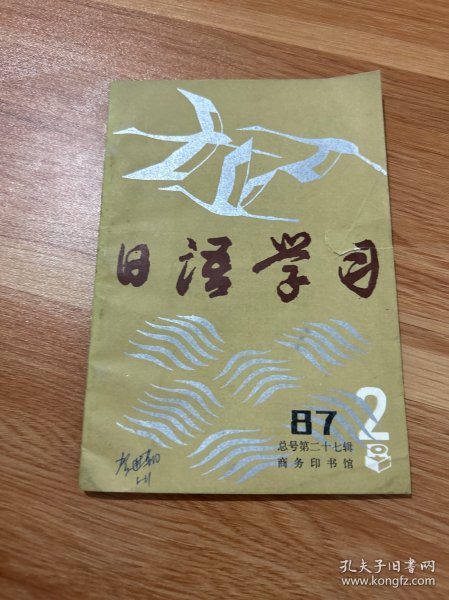 日语学习
87 2
总号第二十七辑
商务印书馆
孔夫子旧书网
www.kongfz.com